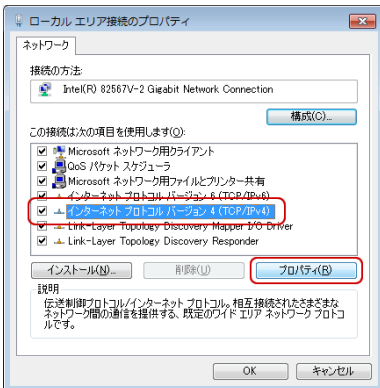 ローカル エリア接続のプロパティ
ネットワーク
接続の方法:
Intel(R) 82567V-2 Gigabit Network Connection
構成(C)...
この接続は次の項目を使用します(O):
Microsoft ネットワーク用クライアント
QoS パケット スケジューラ
Microsoft ネットワーク用ファイルとプリンター共有
インターネット プロトコル バージョン 6 (TCP/IPv6)
インターネット プロトコル バージョン 4 (TCP/IPv4)
Link-Layer Topology Discovery Mapper I/O Driver
Link-Layer Topology Discovery Responder
インストール(N)...
削除(U)
プロパティ(R)
説明
伝送制御プロトコル/インターネット プロトコル。相互接続されたさまざまな
ネットワーク間の通信を提供する、既定のワイド エリア ネットワーク プロトコ
ルです。
OK
キャンセル